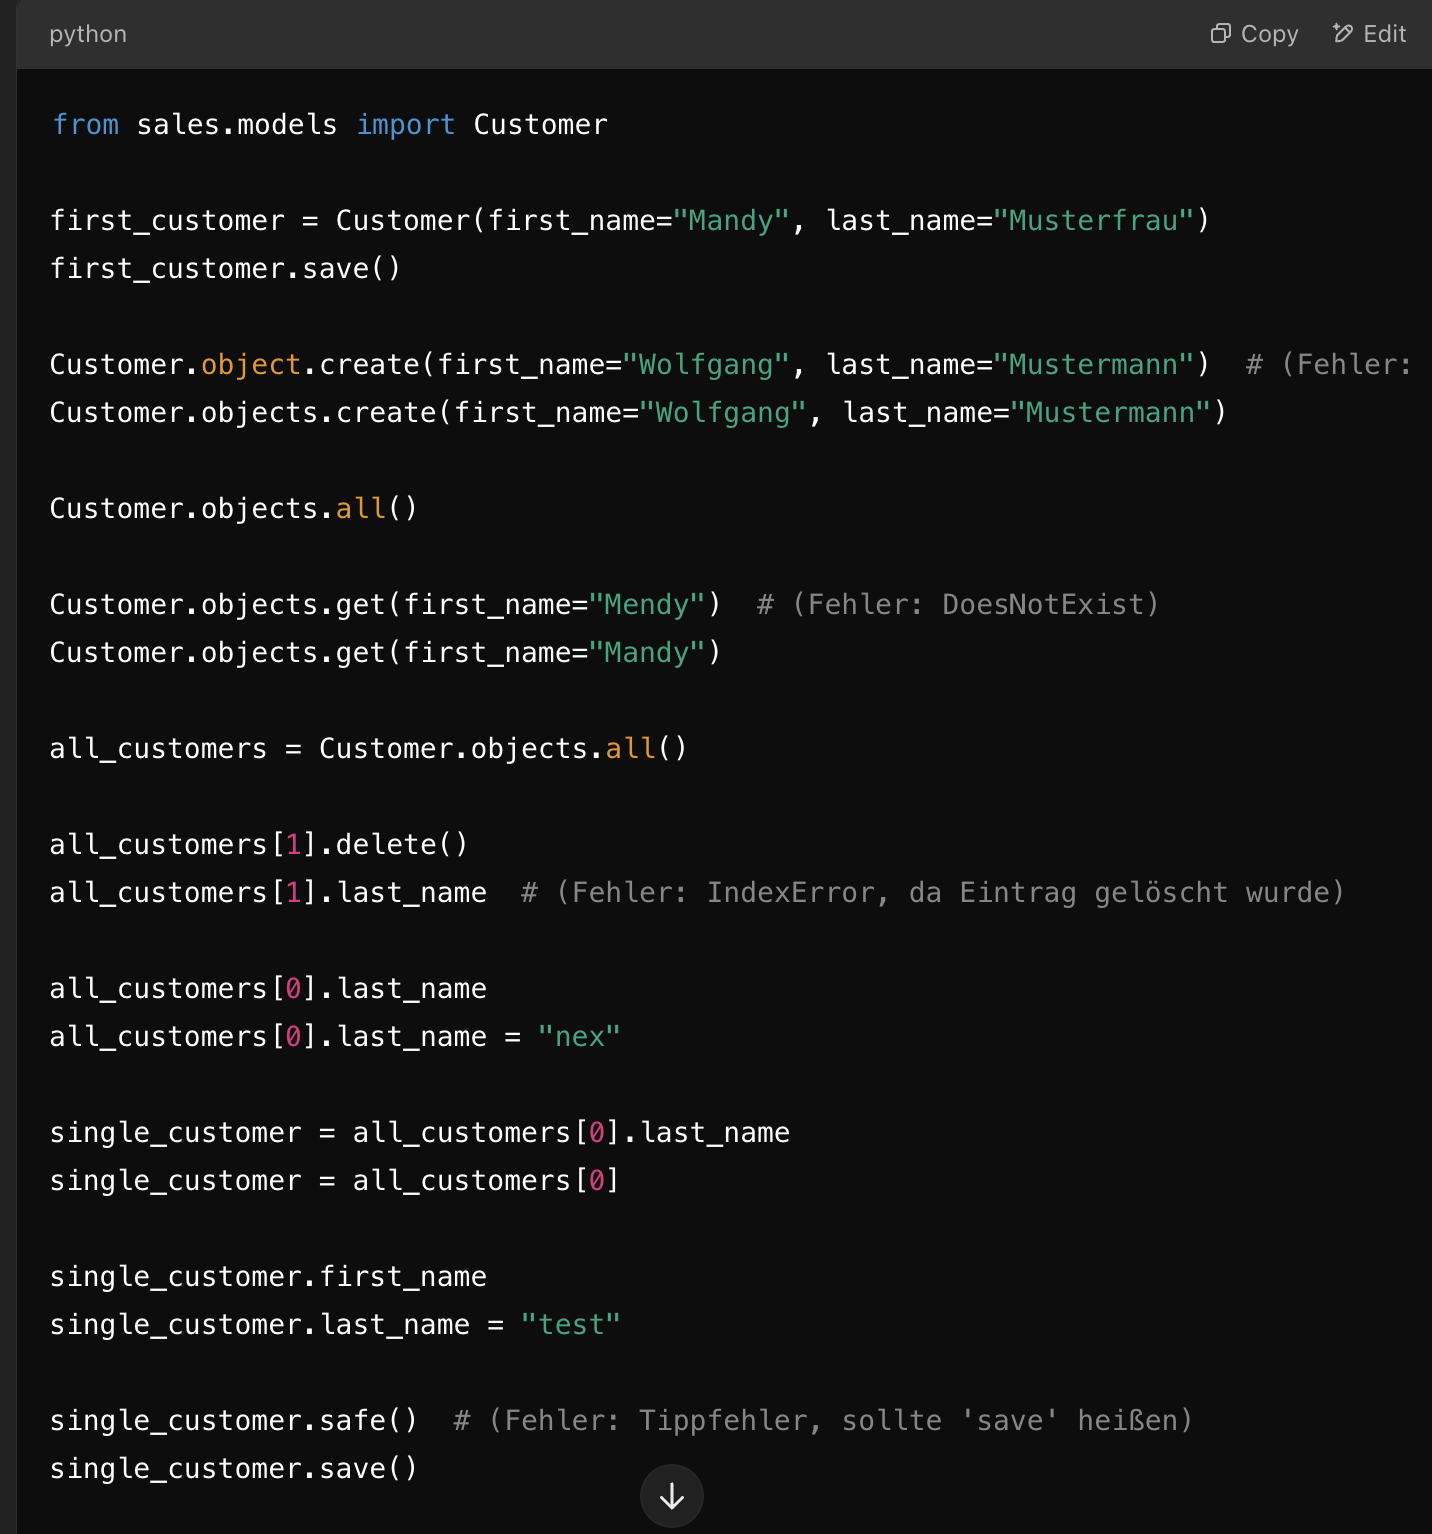 python
Copy
Edit
from sales.models import Customer
first_customer = Customer(first_name="Mandy", last_name="Musterfrau")
first_customer.save()
Customer.object.create(first_name="Wolfgang", last_name="Mustermann")  # (Fehler:
Customer.objects.create(first_name="Wolfgang", last_name="Mustermann")
Customer.objects.all()
Customer.objects.get(first_name="Mendy")  # (Fehler: DoesNotExist)
Customer.objects.get(first_name="Mandy")
all_customers = Customer.objects.all()
all_customers[1].delete()
all_customers[1].last_name  # (Fehler: IndexError, da Eintrag gelöscht wurde)
all_customers[0].last_name
all_customers[0].last_name = "nex"
single_customer = all_customers[0].last_name
single_customer = all_customers[0]
single_customer.first_name
single_customer.last_name = "test"
single_customer.safe()  # (Fehler: Tippfehler, sollte 'save' heißen)
single_customer.save()